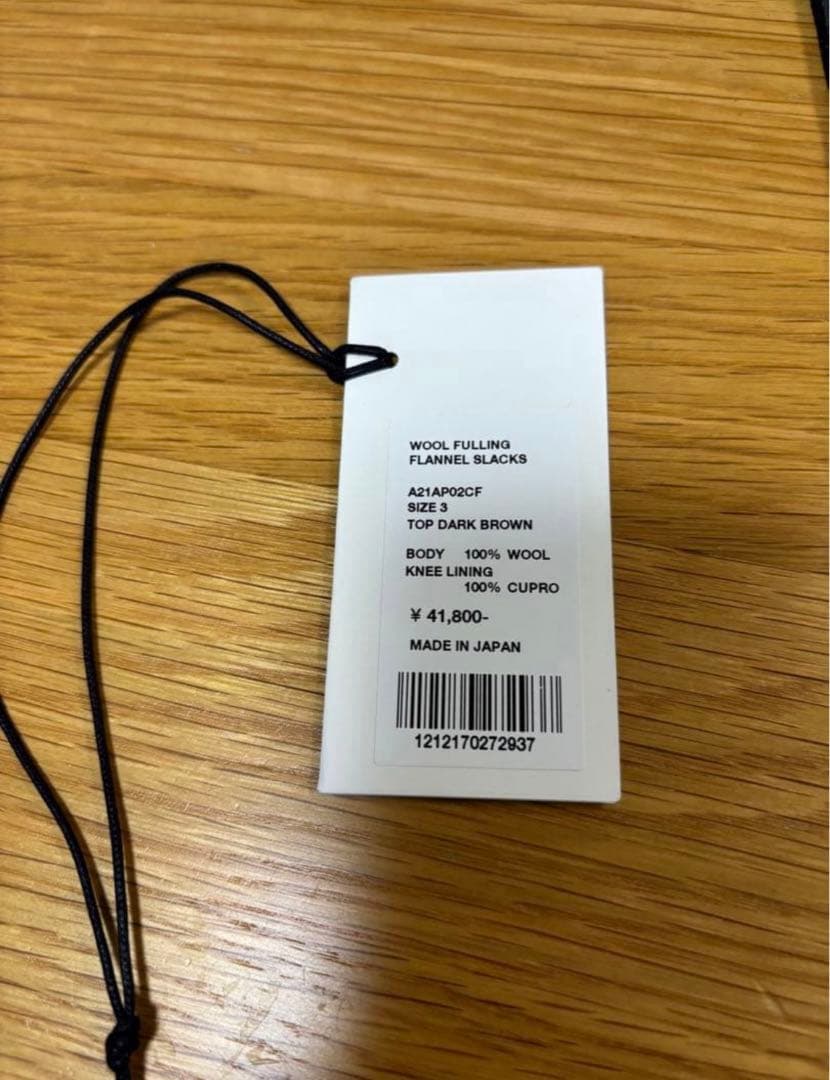 WOOL FULLING
FLANNEL SLACKS
A21AP02CF
SIZE 3
TOP DARK BROWN
BODY 100% WOOL
KNEE LINING
100% CUPRO
¥ 41,800-
MADE IN JAPAN
1212170272937